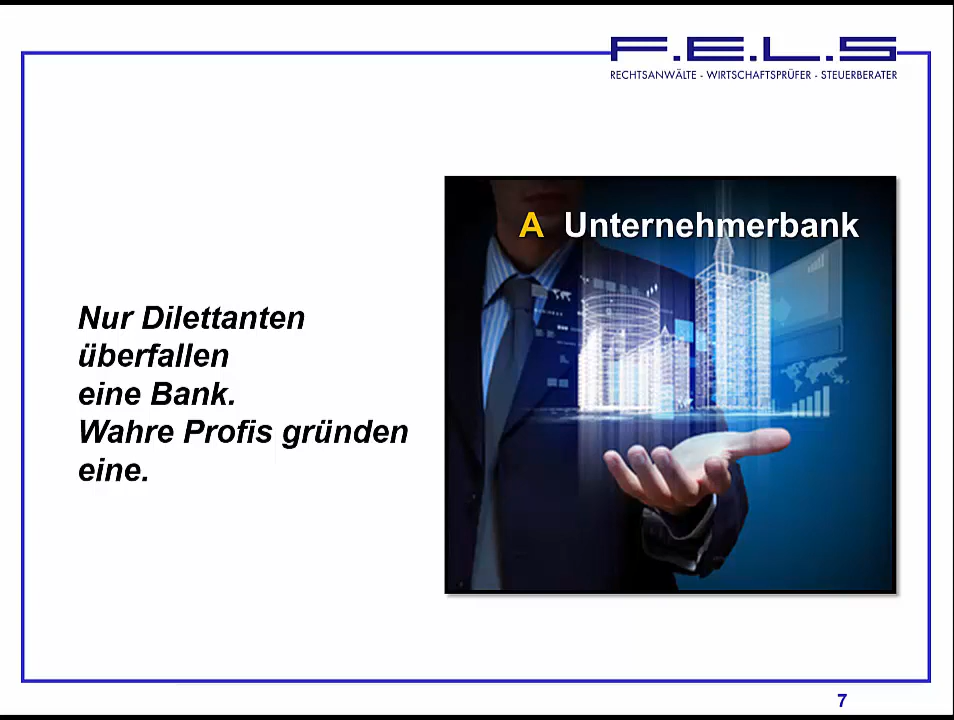 F.E.L.S
RECHTSANWÄLTE - WIRTSCHAFTSPRÜFER - STEUERBERATER
A Unternehmerbank
Nur Dilettanten
überfallen
eine Bank.
Wahre Profis gründen
eine.
7